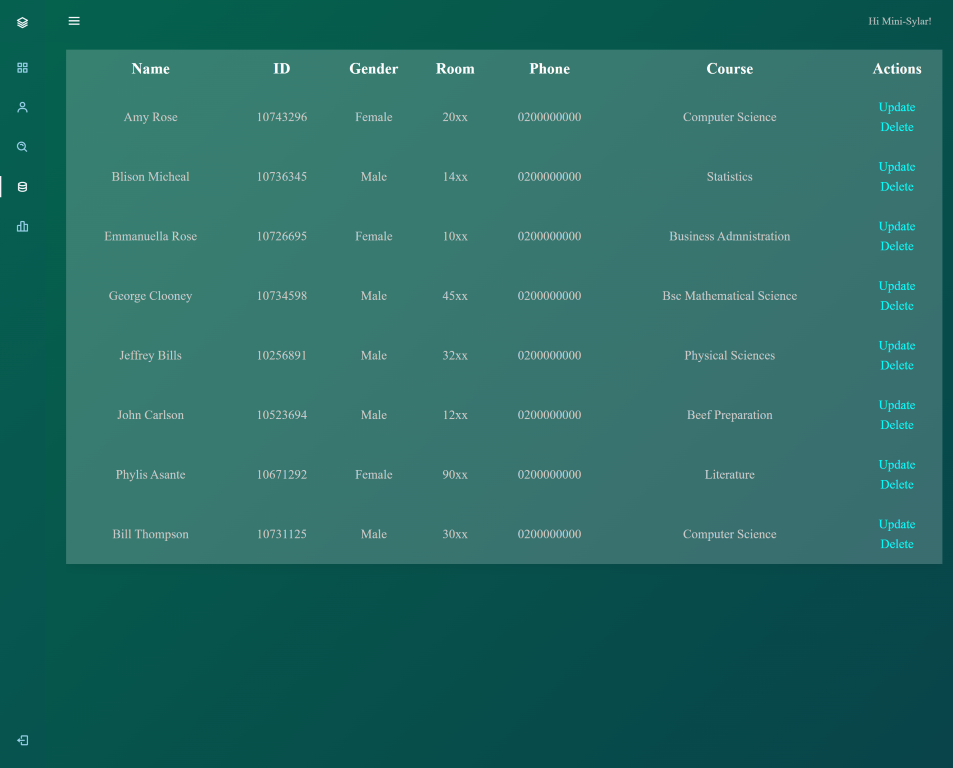 Hi Mini-Sylar!
Name ID Gender Room Phone Course Actions
Amy Rose 10743296 Female 20xx 0200000000 Computer Science Update
Delete
Blison Micheal 10736345 Male 14xx 0200000000 Statistics Update
Delete
Emmanuella Rose 10726695 Female 10xx 0200000000 Business Admnistration Update
Delete
George Clooney 10734598 Male 45xx 0200000000 Bsc Mathematical Science Update
Delete
Jeffrey Bills 10256891 Male 32xx 0200000000 Physical Sciences Update
Delete
John Carlson 10523694 Male 12xx 0200000000 Beef Preparation Update
Delete
Phylis Asante 10671292 Female 90xx 0200000000 Literature Update
Delete
Bill Thompson 10731125 Male 30xx 0200000000 Computer Science Update
Delete